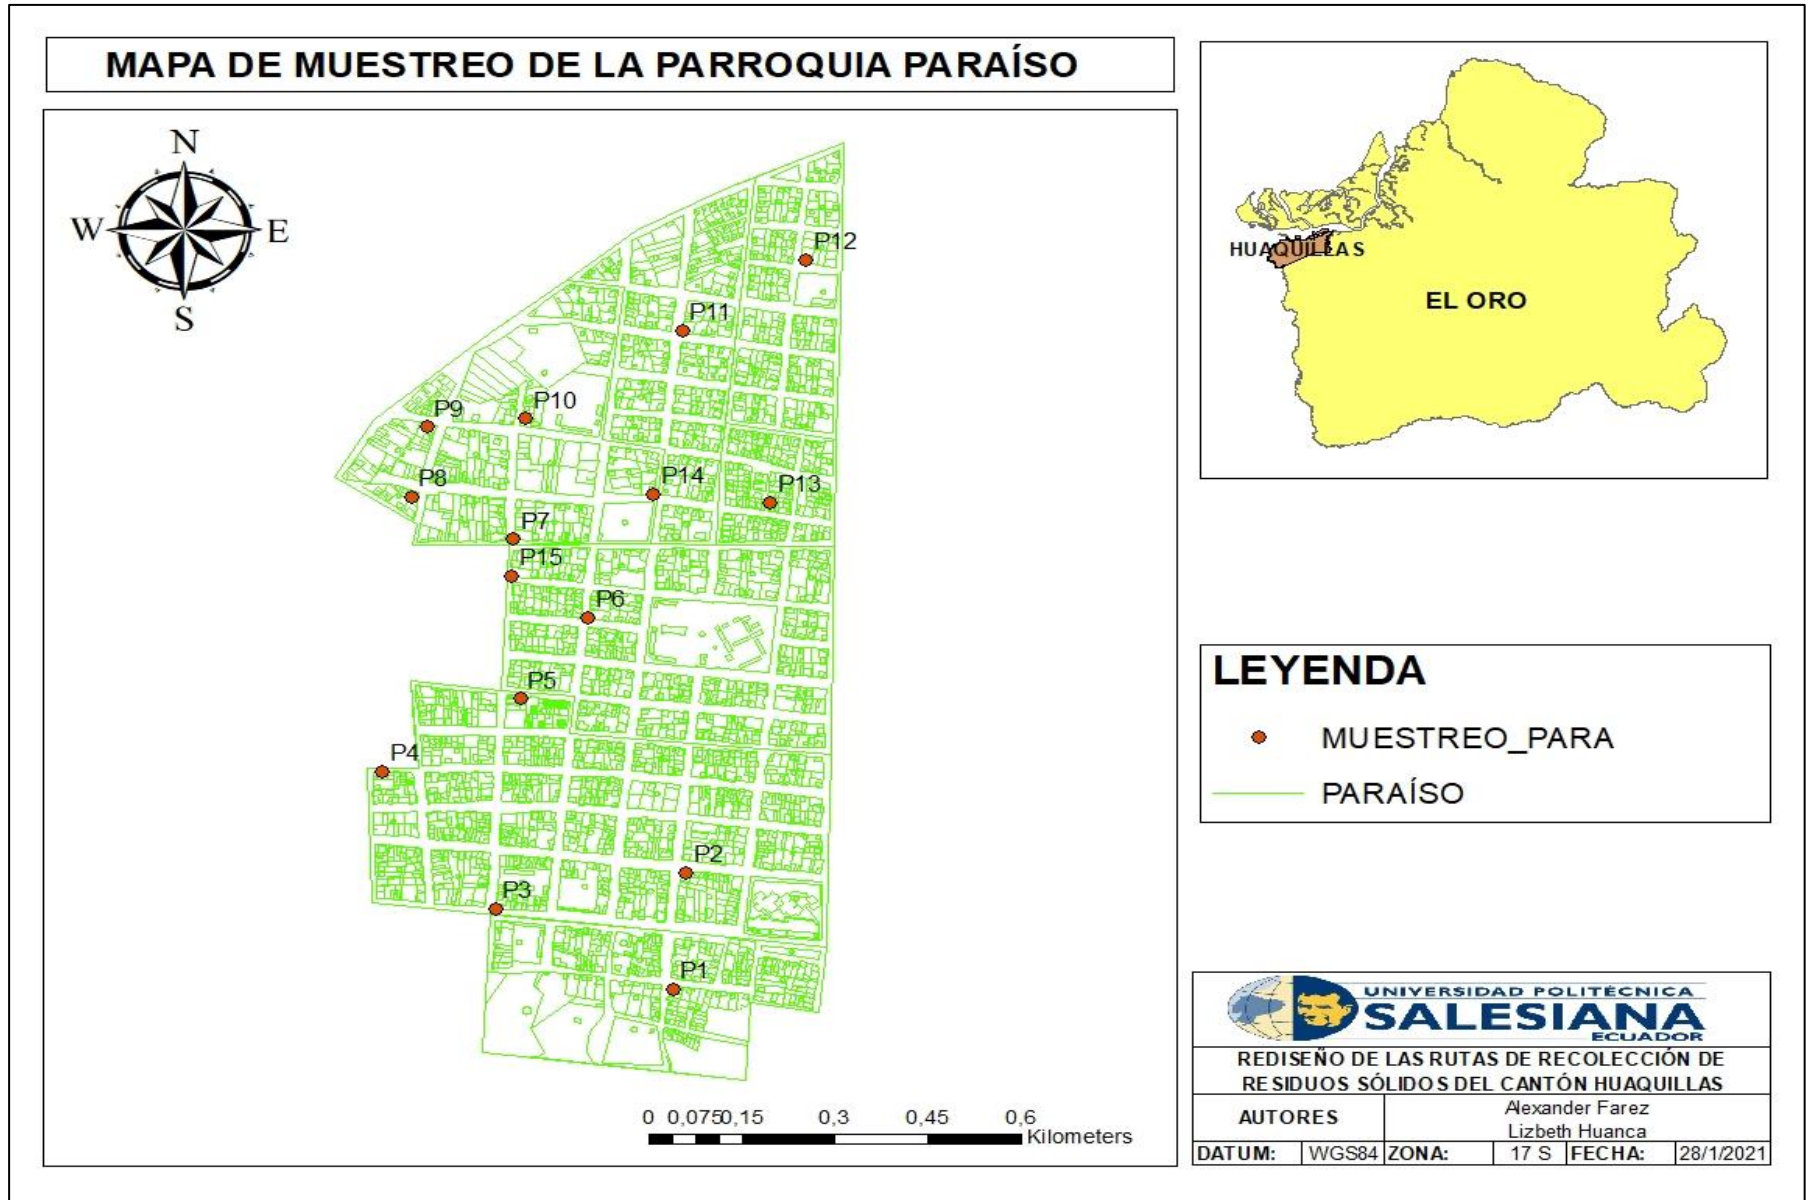 MAPA DE MUESTREO DE LA PARROQUIA PARAÍSO
N
W
E
S
P12
P11
P10
P9
P14
P8
P13
P7
P15
P6
P5
P4
P2
P3
P1
0 0,075 0,15 0,3 0,45 0,6
Kilometers
HUAQUILLAS
EL ORO
LEYENDA
MUESTREO_PARA
PARAÍSO
UNIVERSIDAD POLITÉCNICA
SALESIANA
ECUADOR
REDISEÑO DE LAS RUTAS DE RECOLECCIÓN DE
RESIDUOS SÓLIDOS DEL CANTÓN HUAQUILLAS
AUTORES
Alexander Farez
Lizbeth Huanca
DATUM: WGS84 ZONA: 17 S FECHA: 28/1/2021